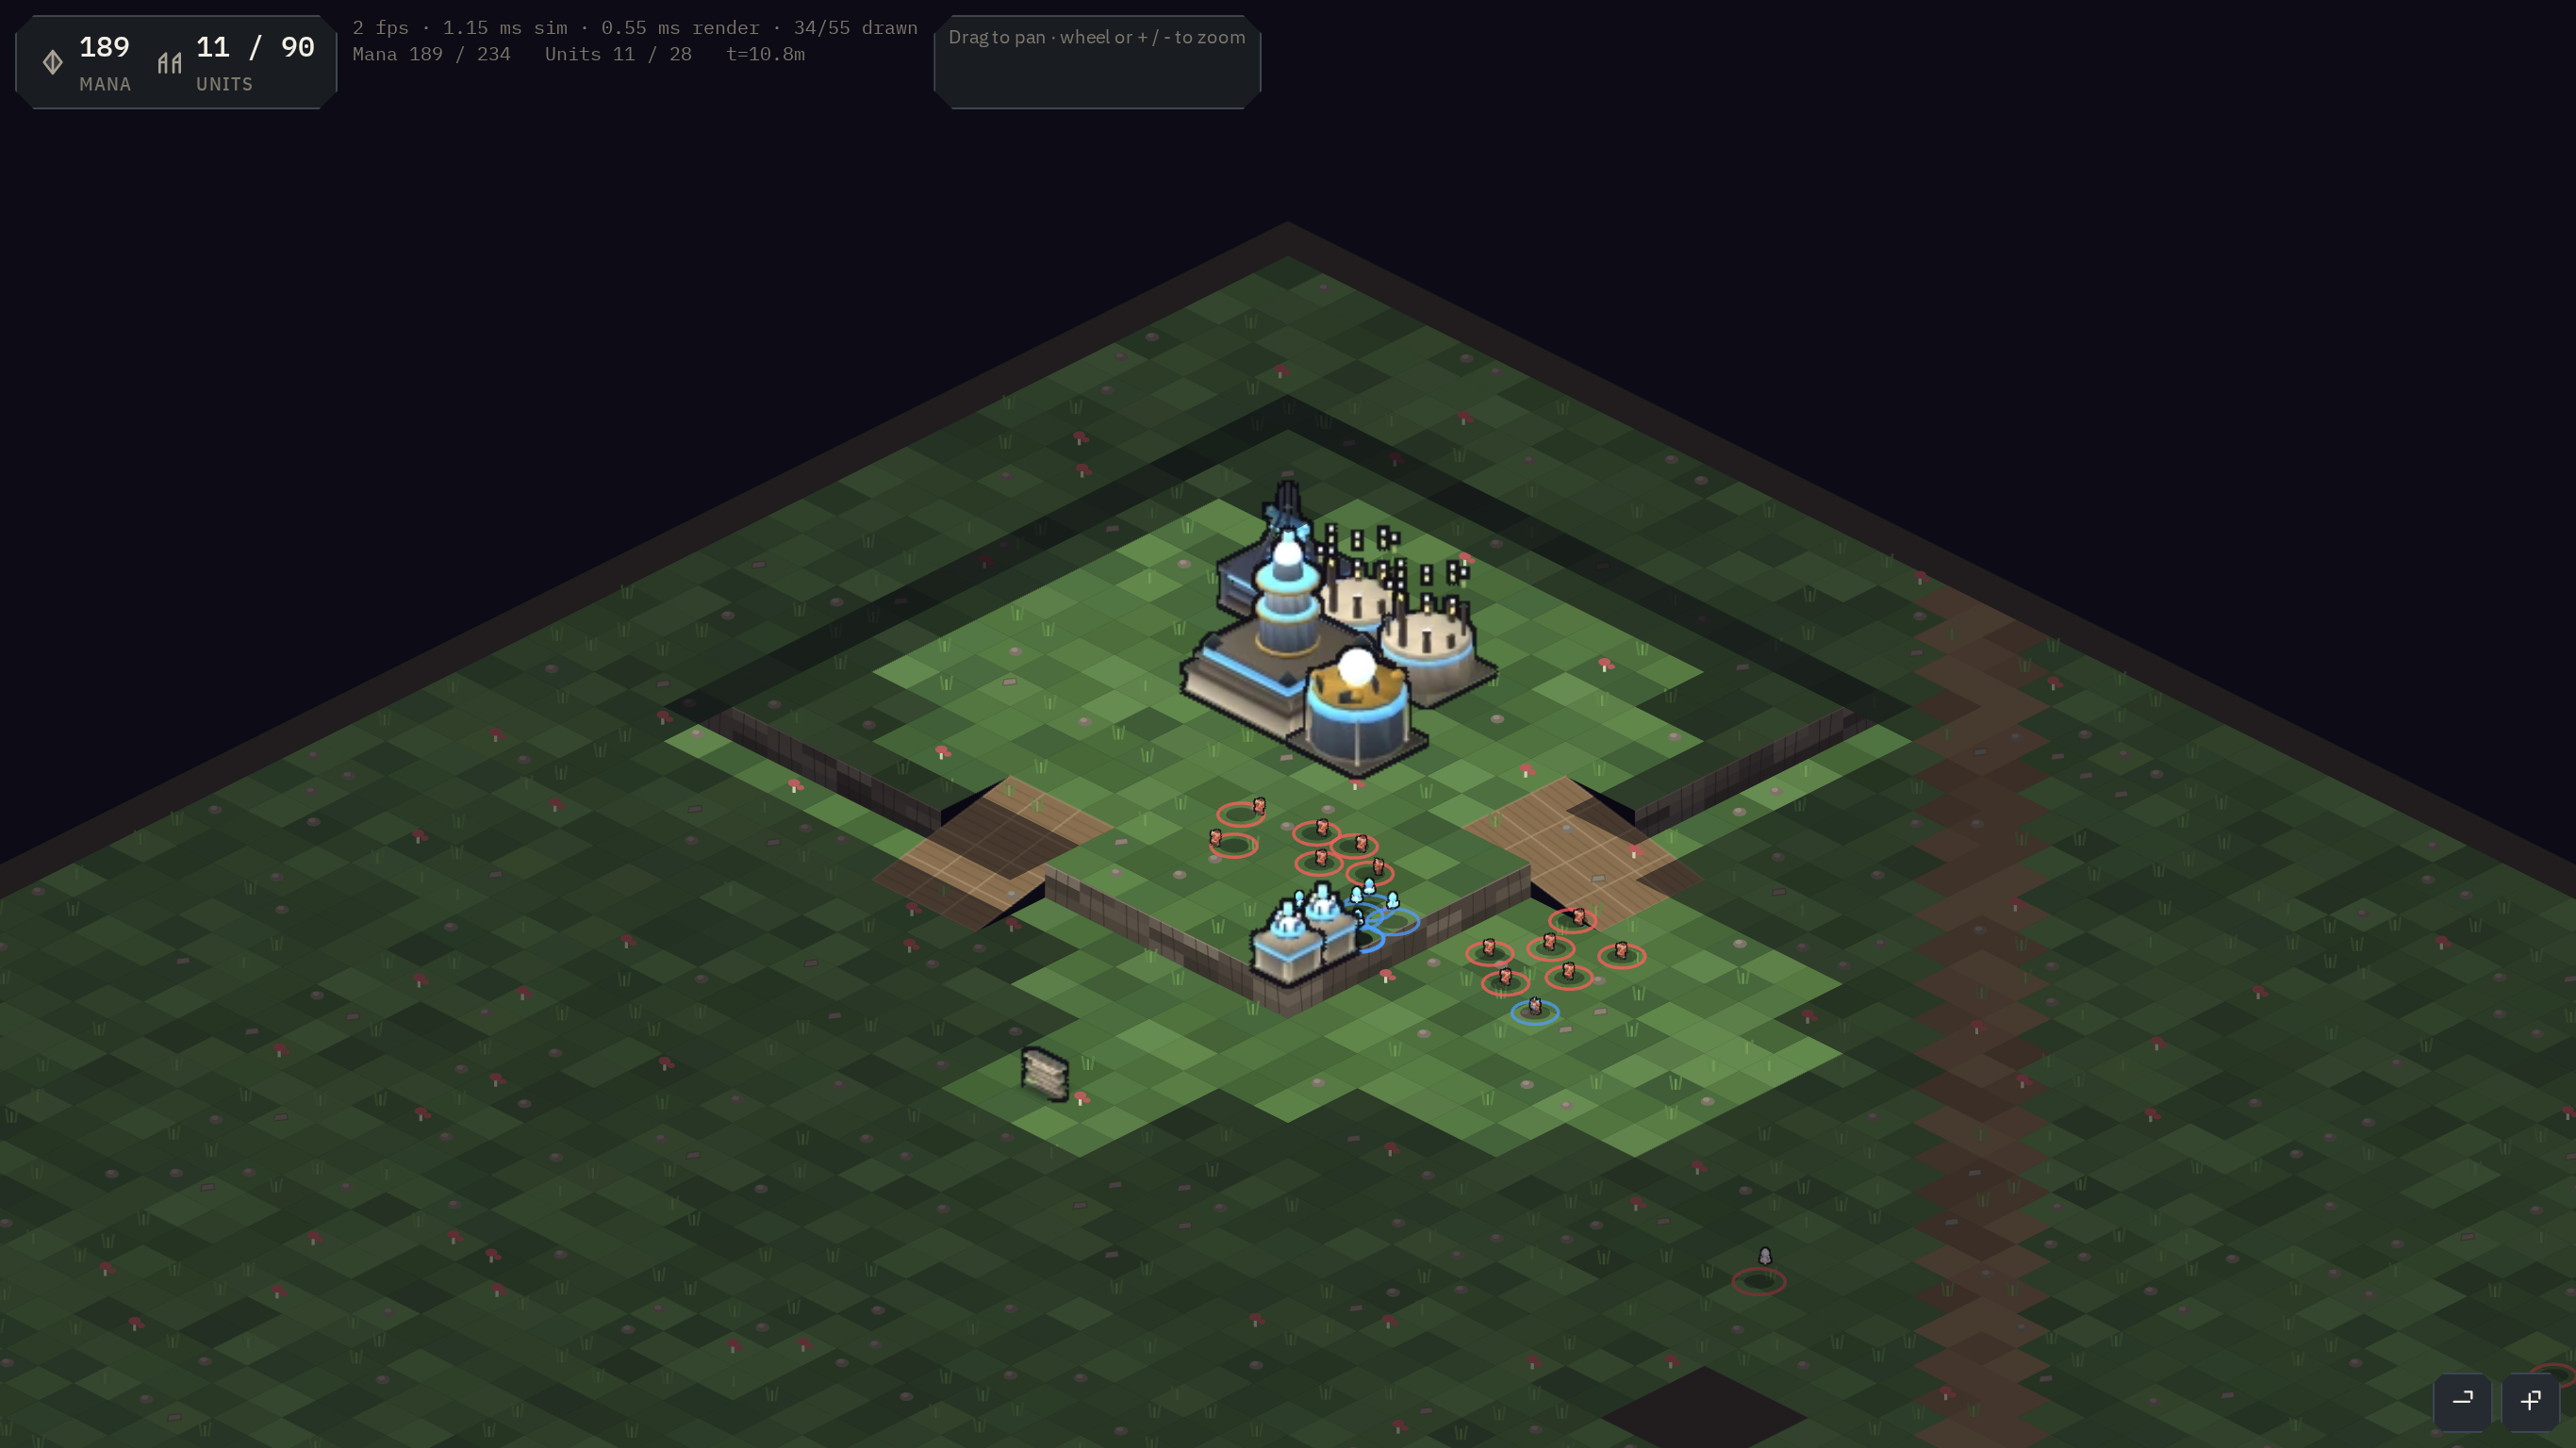 189
MANA
11 / 90
UNITS
2 fps · 1.15 ms sim · 0.55 ms render · 34/55 drawn
Mana 189 / 234   Units 11 / 28   t=10.8m
Drag to pan · wheel or + / - to zoom